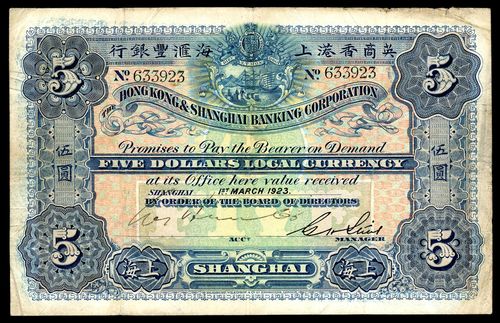 行銀豐滙海 上港香商英
5 5
Nº 633923 Nº 633923
THE HONG KONG & SHANGHAI BANKING CORPORATION
Promises to Pay the Bearer on Demand
伍圓 伍圓
FIVE DOLLARS LOCAL CURRENCY
at its Office here value received
SHANGHAI 1ST MARCH 1923.
BY ORDER OF THE BOARD OF DIRECTORS
ACCT MANAGER
5 5
海上 SHANGHAI 海上